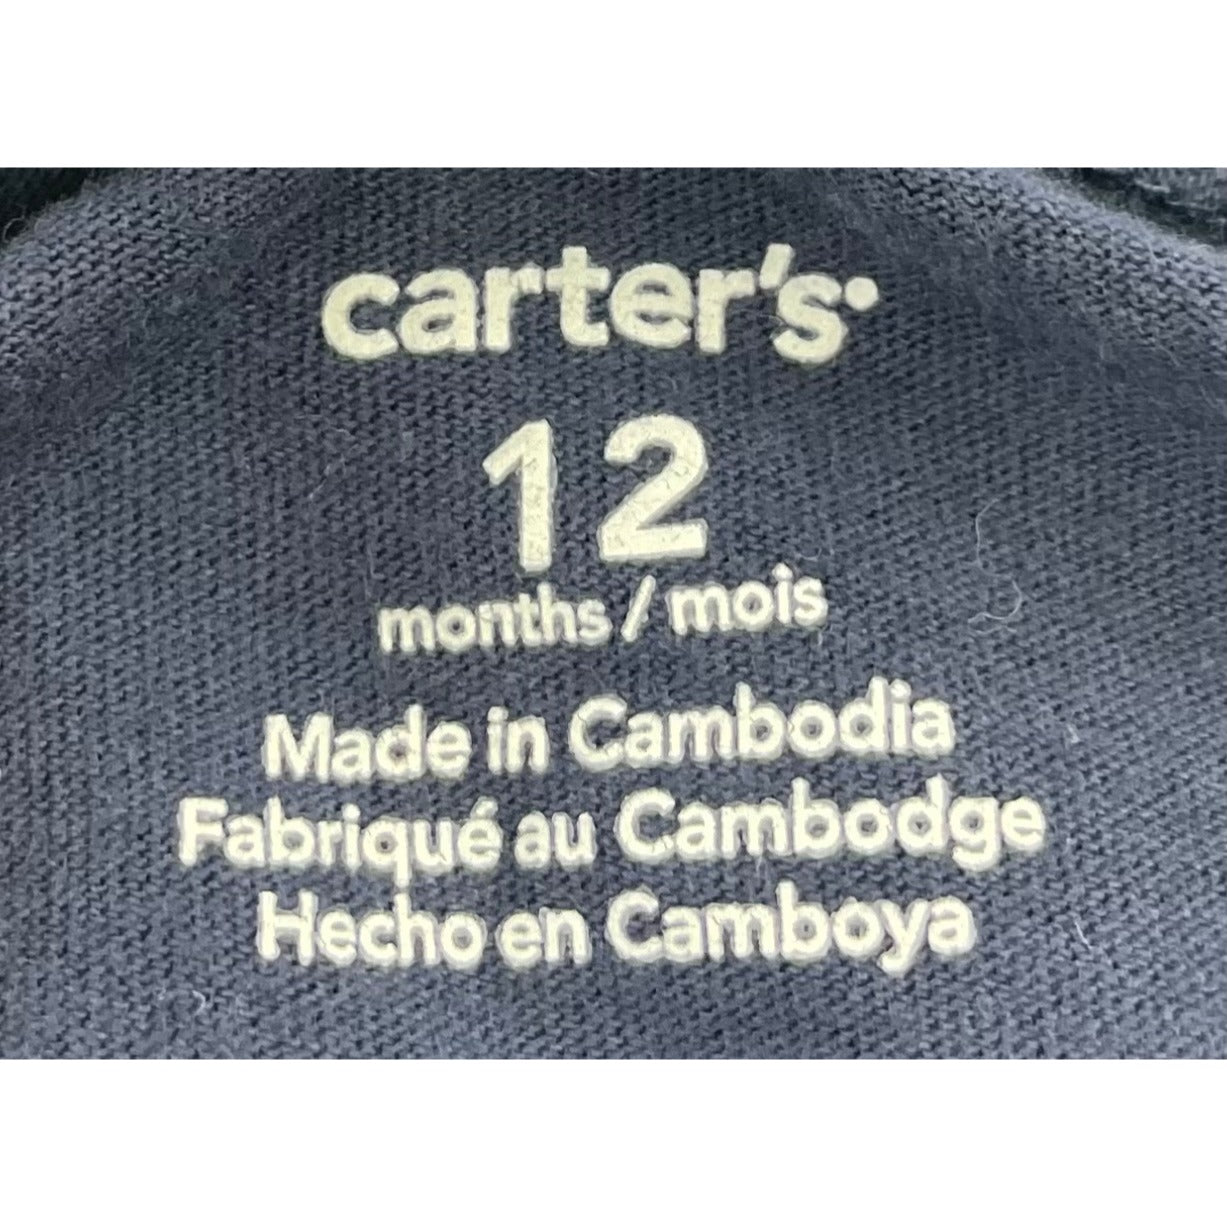 carter's
12
months / mois
Made in Cambodia
Fabriqué au Cambodge
Hecho en Camboya